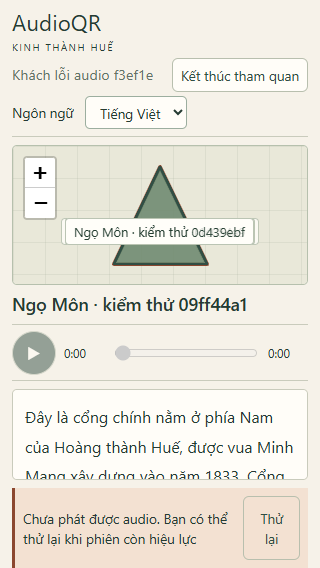 AudioQR
KINH THÀNH HUẾ
Khách lỗi audio f3ef1e
Kết thúc tham quan
Ngôn ngữ
Tiếng Việt
+
−
Ngọ Môn · kiểm thử 0d439ebf
Ngọ Môn · kiểm thử 09ff44a1
0:00
0:00
Đây là cổng chính nằm ở phía Nam
của Hoàng thành Huế, được vua Minh
Mạng xây dựng vào năm 1833. Cổng
Chưa phát được audio. Bạn có thể
thử lại khi phiên còn hiệu lực
Thử
lại